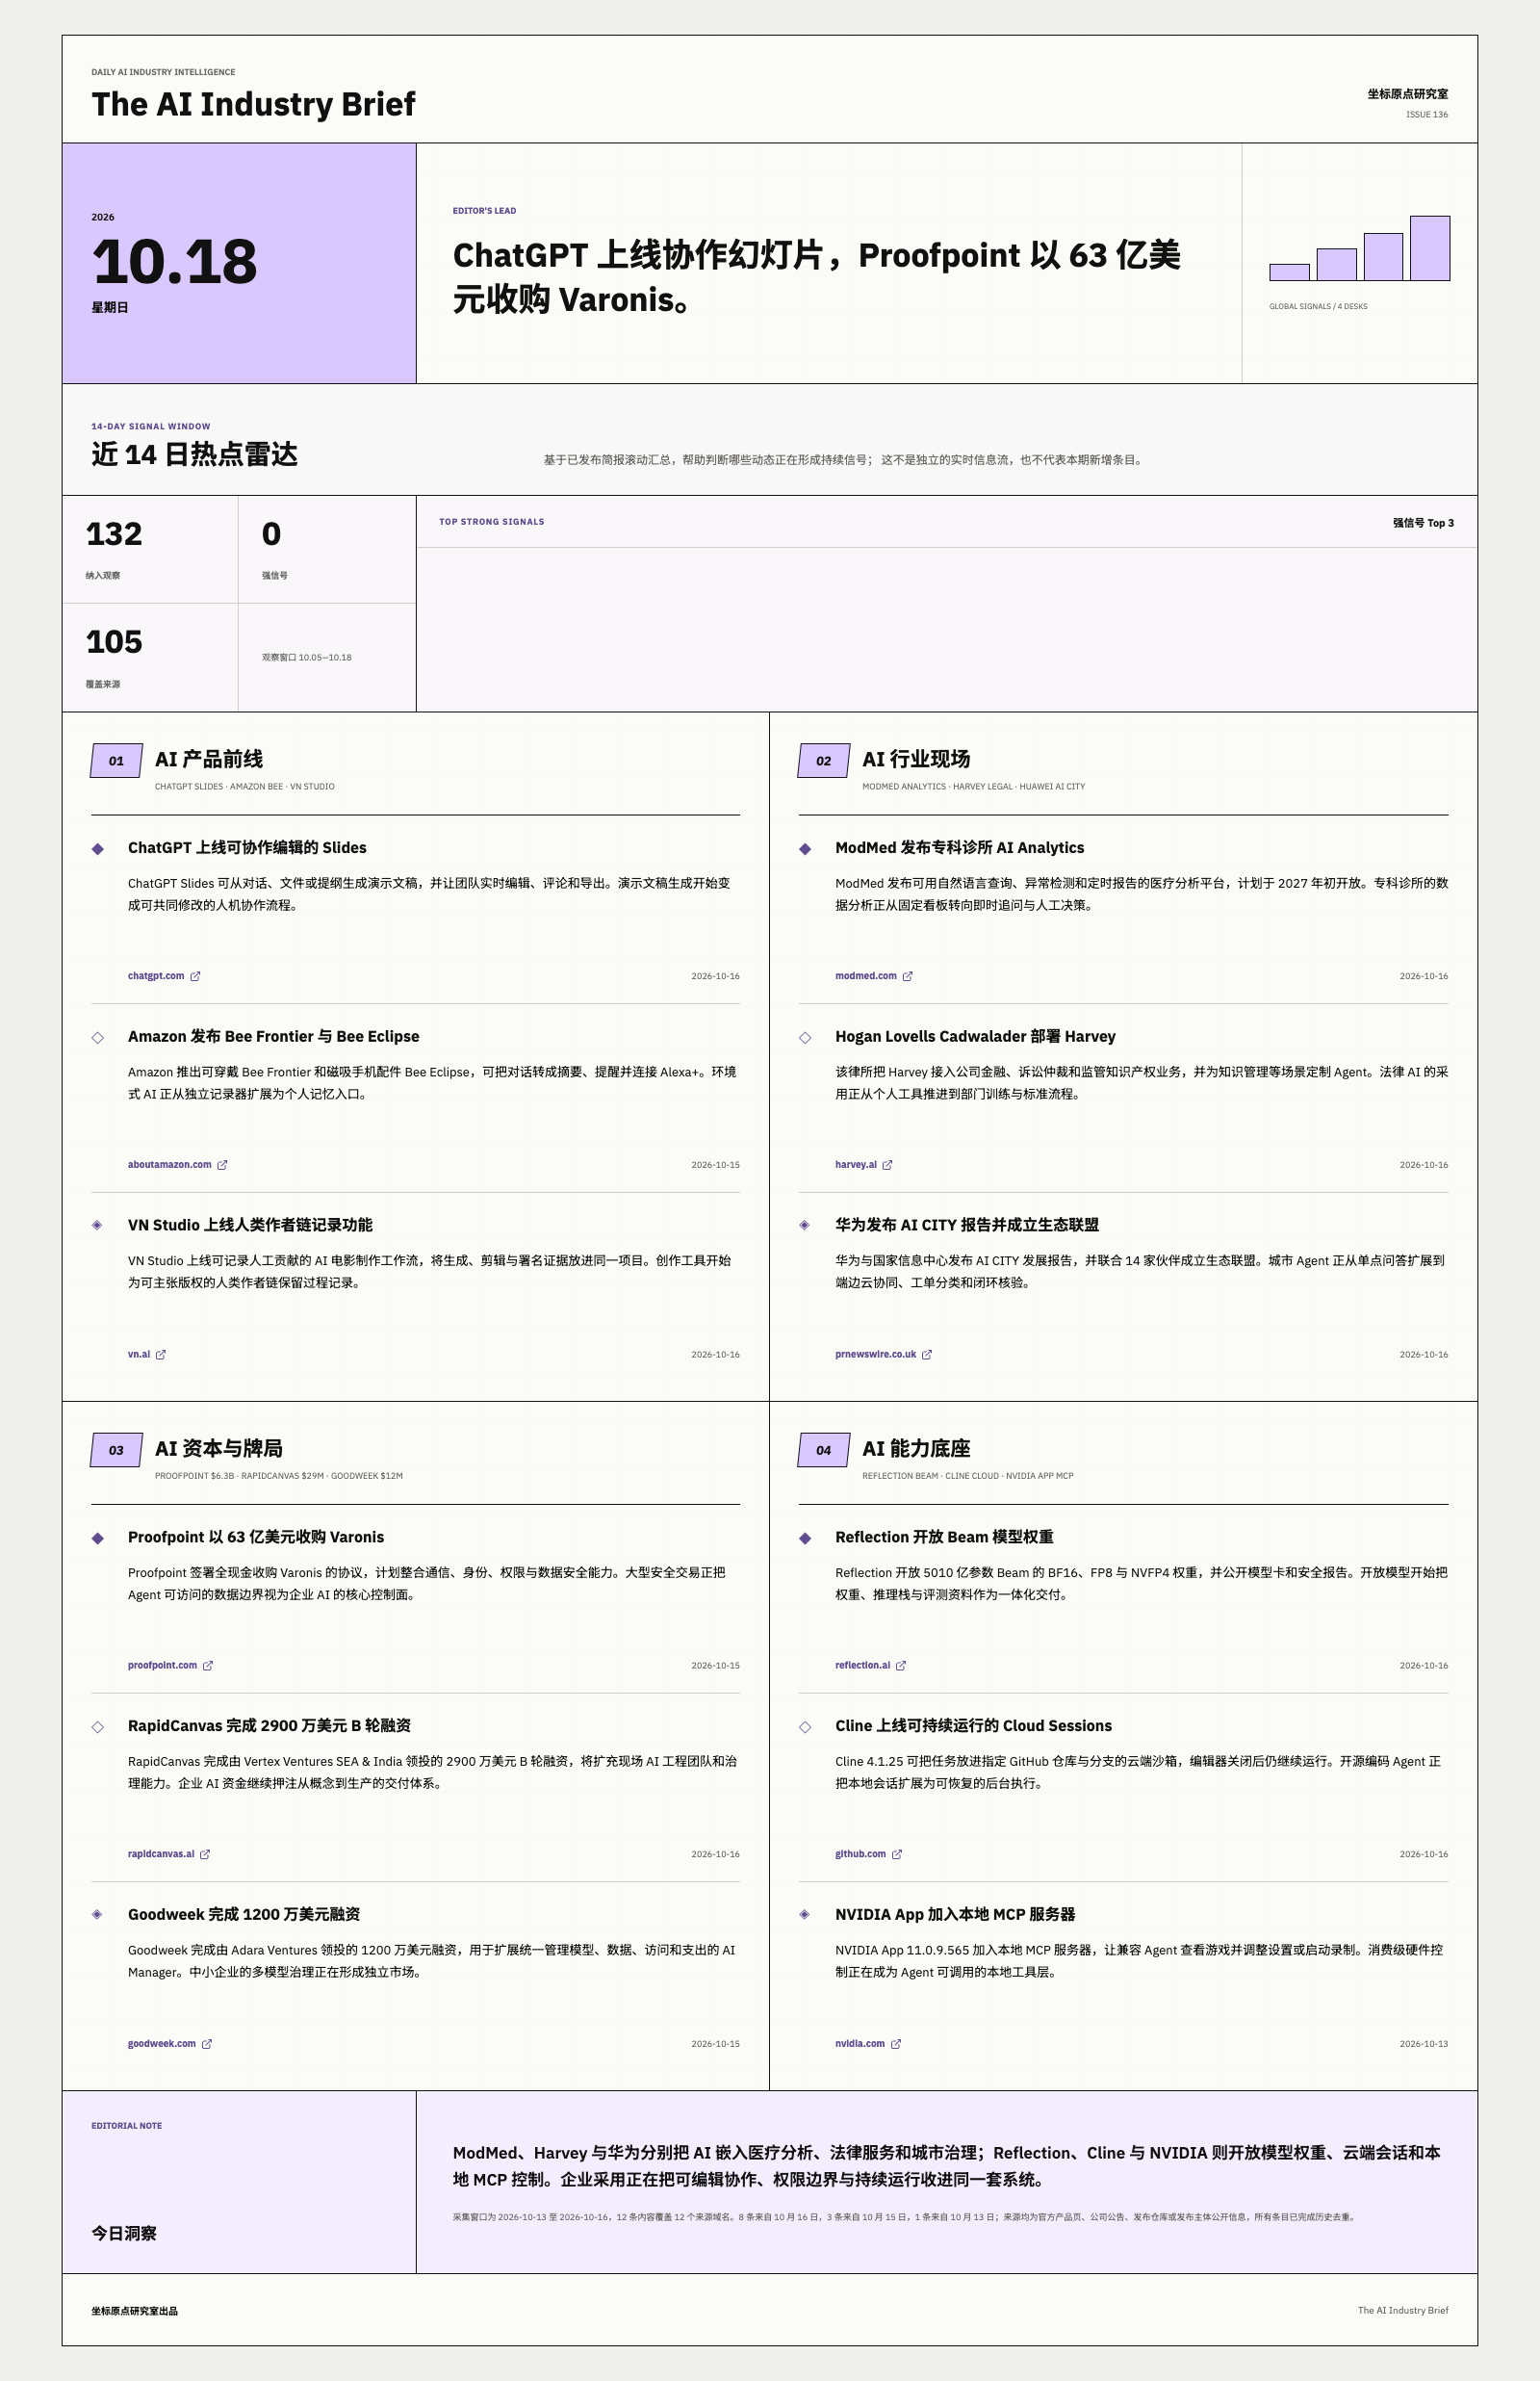 DAILY AI INDUSTRY INTELLIGENCE
The AI Industry Brief
坐标原点研究室
ISSUE 136
2026
10.18
星期日
EDITOR'S LEAD
ChatGPT 上线协作幻灯片，Proofpoint 以 63 亿美
元收购 Varonis。
GLOBAL SIGNALS / 4 DESKS
14-DAY SIGNAL WINDOW
近 14 日热点雷达
基于已发布简报滚动汇总，帮助判断哪些动态正在形成持续信号； 这不是独立的实时信息流，也不代表本期新增条目。
132
纳入观察
0
强信号
105
覆盖来源
观察窗口 10.05—10.18
TOP STRONG SIGNALS
强信号 Top 3
01
AI 产品前线
CHATGPT SLIDES · AMAZON BEE · VN STUDIO
ChatGPT 上线可协作编辑的 Slides
ChatGPT Slides 可从对话、文件或提纲生成演示文稿，并让团队实时编辑、评论和导出。演示文稿生成开始变
成可共同修改的人机协作流程。
chatgpt.com
2026-10-16
Amazon 发布 Bee Frontier 与 Bee Eclipse
Amazon 推出可穿戴 Bee Frontier 和磁吸手机配件 Bee Eclipse，可把对话转成摘要、提醒并连接 Alexa+。环境
式 AI 正从独立记录器扩展为个人记忆入口。
aboutamazon.com
2026-10-15
VN Studio 上线人类作者链记录功能
VN Studio 上线可记录人工贡献的 AI 电影制作工作流，将生成、剪辑与署名证据放进同一项目。创作工具开始
为可主张版权的人类作者链保留过程记录。
vn.ai
2026-10-16
02
AI 行业现场
MODMED ANALYTICS · HARVEY LEGAL · HUAWEI AI CITY
ModMed 发布专科诊所 AI Analytics
ModMed 发布可用自然语言查询、异常检测和定时报告的医疗分析平台，计划于 2027 年初开放。专科诊所的数
据分析正从固定看板转向即时追问与人工决策。
modmed.com
2026-10-16
Hogan Lovells Cadwalader 部署 Harvey
该律所把 Harvey 接入公司金融、诉讼仲裁和监管知识产权业务，并为知识管理等场景定制 Agent。法律 AI 的采
用正从个人工具推进到部门训练与标准流程。
harvey.ai
2026-10-16
华为发布 AI CITY 报告并成立生态联盟
华为与国家信息中心发布 AI CITY 发展报告，并联合 14 家伙伴成立生态联盟。城市 Agent 正从单点问答扩展到
端边云协同、工单分类和闭环核验。
prnewswire.co.uk
2026-10-16
03
AI 资本与牌局
PROOFPOINT $6.3B · RAPIDCANVAS $29M · GOODWEEK $12M
Proofpoint 以 63 亿美元收购 Varonis
Proofpoint 签署全现金收购 Varonis 的协议，计划整合通信、身份、权限与数据安全能力。大型安全交易正把
Agent 可访问的数据边界视为企业 AI 的核心控制面。
proofpoint.com
2026-10-15
RapidCanvas 完成 2900 万美元 B 轮融资
RapidCanvas 完成由 Vertex Ventures SEA & India 领投的 2900 万美元 B 轮融资，将扩充现场 AI 工程团队和治
理能力。企业 AI 资金继续押注从概念到生产的交付体系。
rapidcanvas.ai
2026-10-16
Goodweek 完成 1200 万美元融资
Goodweek 完成由 Adara Ventures 领投的 1200 万美元融资，用于扩展统一管理模型、数据、访问和支出的 AI
Manager。中小企业的多模型治理正在形成独立市场。
goodweek.com
2026-10-15
04
AI 能力底座
REFLECTION BEAM · CLINE CLOUD · NVIDIA APP MCP
Reflection 开放 Beam 模型权重
Reflection 开放 5010 亿参数 Beam 的 BF16、FP8 与 NVFP4 权重，并公开模型卡和安全报告。开放模型开始把
权重、推理栈与评测资料作为一体化交付。
reflection.ai
2026-10-16
Cline 上线可持续运行的 Cloud Sessions
Cline 4.1.25 可把任务放进指定 GitHub 仓库与分支的云端沙箱，编辑器关闭后仍继续运行。开源编码 Agent 正
把本地会话扩展为可恢复的后台执行。
github.com
2026-10-16
NVIDIA App 加入本地 MCP 服务器
NVIDIA App 11.0.9.565 加入本地 MCP 服务器，让兼容 Agent 查看游戏并调整设置或启动录制。消费级硬件控
制正在成为 Agent 可调用的本地工具层。
nvidia.com
2026-10-13
EDITORIAL NOTE
今日洞察
ModMed、Harvey 与华为分别把 AI 嵌入医疗分析、法律服务和城市治理；Reflection、Cline 与 NVIDIA 则开放模型权重、云端会话和本
地 MCP 控制。企业采用正在把可编辑协作、权限边界与持续运行收进同一套系统。
采集窗口为 2026-10-13 至 2026-10-16，12 条内容覆盖 12 个来源域名。8 条来自 10 月 16 日，3 条来自 10 月 15 日，1 条来自 10 月 13 日；来源均为官方产品页、公司公告、发布仓库或发布主体公开信息，所有条目已完成历史去重。
坐标原点研究室出品
The AI Industry Brief